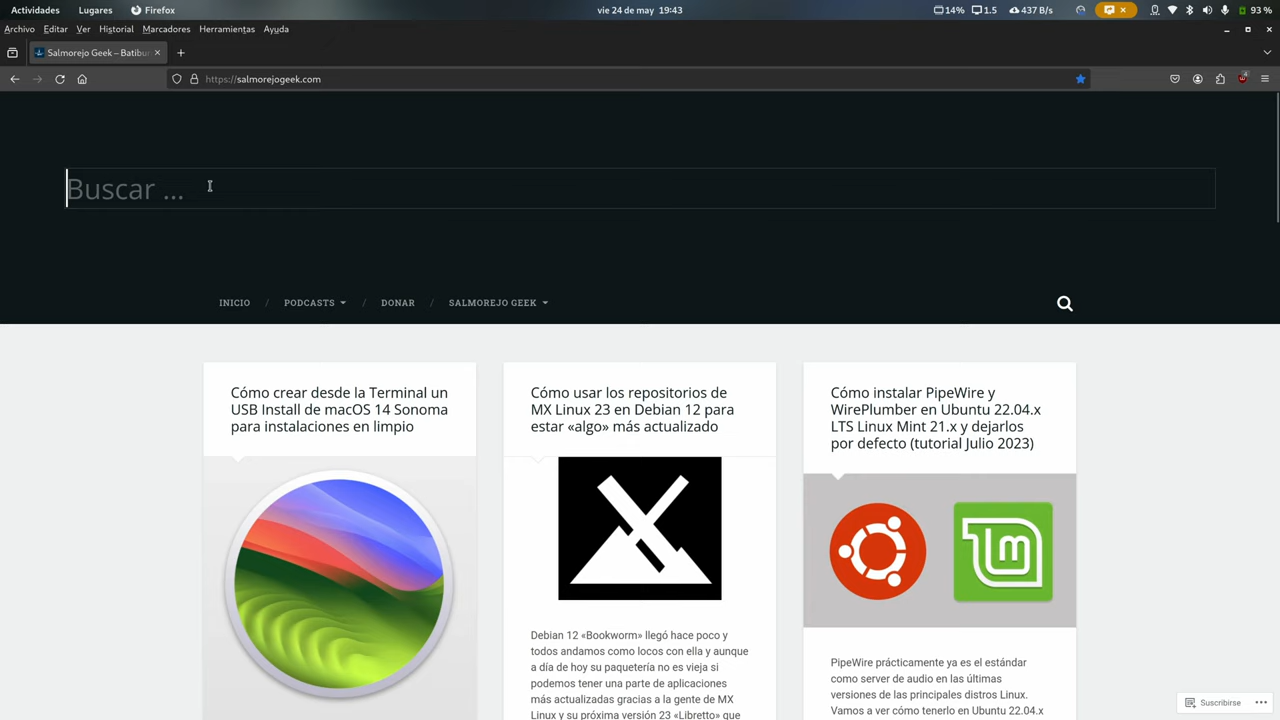 Actividades Lugares Firefox vie 24 de may 19:43 14% 1.5 437 B/s 93 %
Archivo Editar Ver Historial Marcadores Herramientas Ayuda
Salmorejo Geek – Batibur
https://salmorejogeek.com
Buscar ...
INICIO / PODCASTS / DONAR / SALMOREJO GEEK
Cómo crear desde la Terminal un
USB Install de macOS 14 Sonoma
para instalaciones en limpio
Cómo usar los repositorios de
MX Linux 23 en Debian 12 para
estar «algo» más actualizado
Debian 12 «Bookworm» llegó hace poco y
todos andamos como locos con ella y aunque
a día de hoy su paquetería no es vieja si
podemos tener una parte de aplicaciones
más actualizadas gracias a la gente de MX
Linux y su próxima versión 23 «Libretto» que
Cómo instalar PipeWire y
WirePlumber en Ubuntu 22.04.x
LTS Linux Mint 21.x y dejarlos
por defecto (tutorial Julio 2023)
PipeWire prácticamente ya es el estándar
como server de audio en las últimas
versiones de las principales distros Linux.
Vamos a ver cómo tenerlo en Ubuntu 22.04.x
Suscribirse